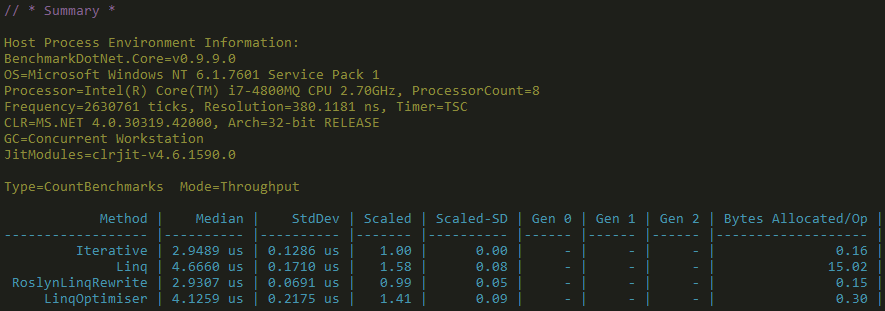 // * Summary *
Host Process Environment Information:
BenchmarkDotNet.Core=v0.9.9.0
OS=Microsoft Windows NT 6.1.7601 Service Pack 1
Processor=Intel(R) Core(TM) i7-4800MQ CPU 2.70GHz, ProcessorCount=8
Frequency=2630761 ticks, Resolution=380.1181 ns, Timer=TSC
CLR=MS.NET 4.0.30319.42000, Arch=32-bit RELEASE
GC=Concurrent Workstation
JitModules=clrjit-v4.6.1590.0
Type=CountBenchmarks  Mode=Throughput
Method | Median | StdDev | Scaled | Scaled-SD | Gen 0 | Gen 1 | Gen 2 | Bytes Allocated/Op |
------------------ |---------- |---------- |------- |---------- |------ |------ |------ |------------------- |
Iterative | 2.9489 us | 0.1286 us | 1.00 | 0.00 | - | - | - | 0.16 |
Linq | 4.6660 us | 0.1710 us | 1.58 | 0.08 | - | - | - | 15.02 |
RoslynLinqRewrite | 2.9307 us | 0.0691 us | 0.99 | 0.05 | - | - | - | 0.15 |
LinqOptimiser | 4.1259 us | 0.2175 us | 1.41 | 0.09 | - | - | - | 0.30 |